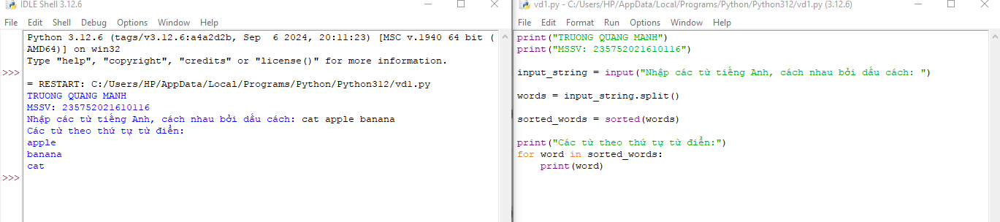 IDLE Shell 3.12.6
File Edit Shell Debug Options Window Help
Python 3.12.6 (tags/v3.12.6:a4a2d2b, Sep  6 2024, 20:11:23) [MSC v.1940 64 bit (
AMD64)] on win32
Type "help", "copyright", "credits" or "license()" for more information.
>>>
= RESTART: C:/Users/HP/AppData/Local/Programs/Python/Python312/vd1.py
TRUONG QUANG MANH
MSSV: 235752021610116
Nhập các từ tiếng Anh, cách nhau bởi dấu cách: cat apple banana
Các từ theo thứ tự từ điển:
apple
banana
cat
>>>
vd1.py - C:/Users/HP/AppData/Local/Programs/Python/Python312/vd1.py (3.12.6)
File Edit Format Run Options Window Help
print("TRUONG QUANG MANH")
print("MSSV: 235752021610116")
input_string = input("Nhập các từ tiếng Anh, cách nhau bởi dấu cách: ")
words = input_string.split()
sorted_words = sorted(words)
print("Các từ theo thứ tự từ điển:")
for word in sorted_words:
    print(word)